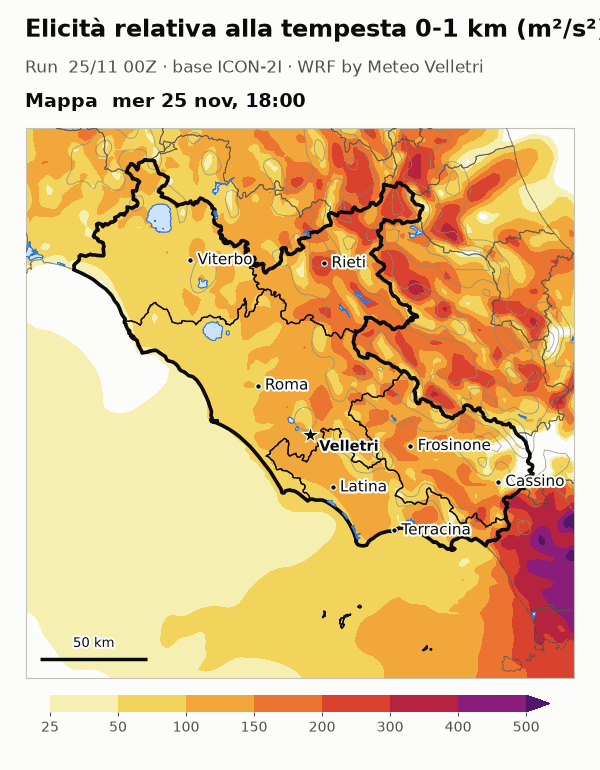 Elicità relativa alla tempesta 0-1 km (m²/s²)
Run 25/11 00Z · base ICON-2I · WRF by Meteo Velletri
Mappa mer 25 nov, 18:00
Viterbo
Rieti
Roma
Velletri
Frosinone
Latina
Cassino
Terracina
50 km
25 50 100 150 200 300 400 500